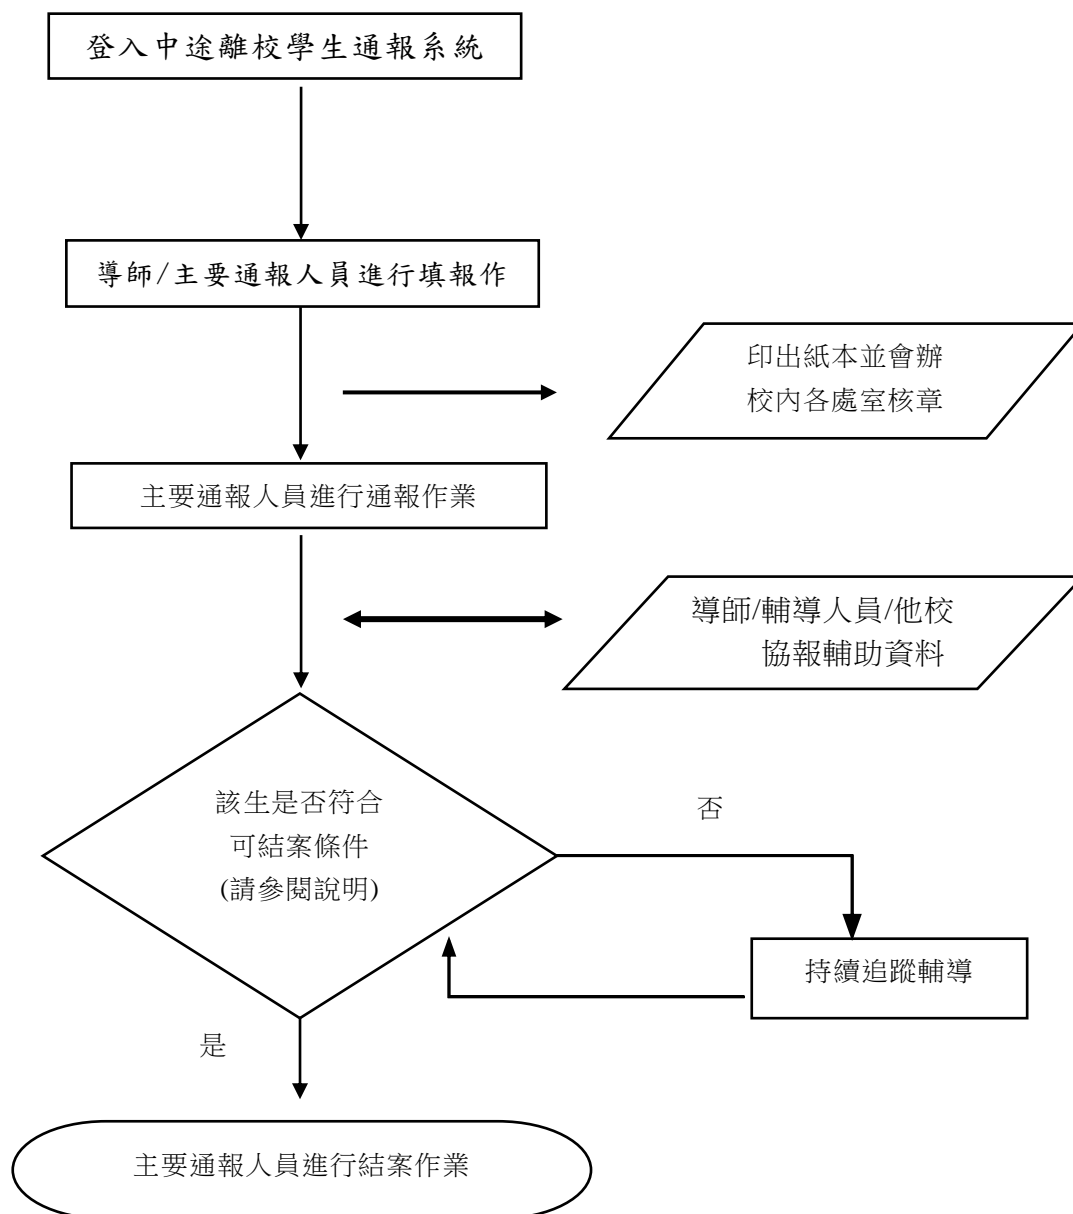 登入中途離校學生通報系統
導師/主要通報人員進行填報作
印出紙本並會辦
校內各處室核章
主要通報人員進行通報作業
導師/輔導人員/他校
協報輔助資料
該生是否符合
可結案條件
(請參閱說明)
否
持續追蹤輔導
是
主要通報人員進行結案作業